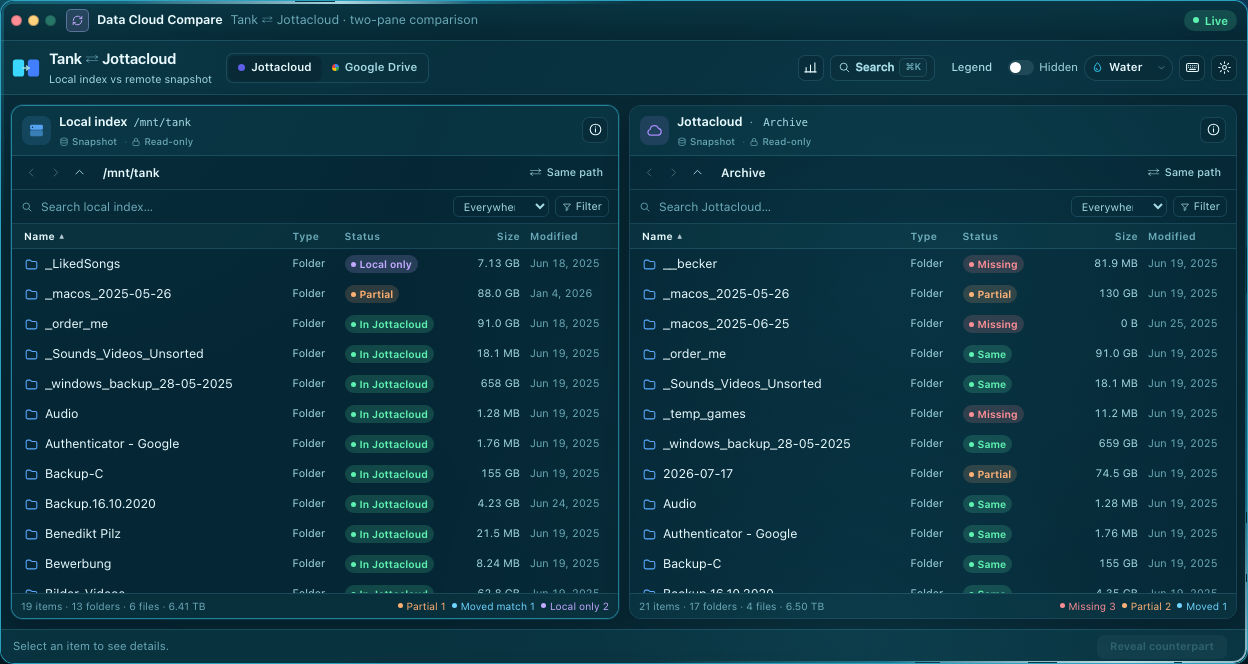 Data Cloud Compare Tank ⇌ Jottacloud · two-pane comparison
Live
Tank ⇌ Jottacloud
Local index vs remote snapshot
Jottacloud Google Drive
Search ⌘K Legend Hidden Water
Local index /mnt/tank
Snapshot · Read-only
/mnt/tank
Same path
Search local index...
Filter
Name ▲ Type Status Size Modified
_LikedSongs Folder Local only 7.13 GB Jun 18, 2025
_macos_2025-05-26 Folder Partial 88.0 GB Jan 4, 2026
_order_me Folder In Jottacloud 91.0 GB Jun 18, 2025
_Sounds_Videos_Unsorted Folder In Jottacloud 18.1 MB Jun 19, 2025
_windows_backup_28-05-2025 Folder In Jottacloud 658 GB Jun 19, 2025
Audio Folder In Jottacloud 1.28 MB Jun 19, 2025
Authenticator - Google Folder In Jottacloud 1.76 MB Jun 19, 2025
Backup-C Folder In Jottacloud 155 GB Jun 19, 2025
Backup.16.10.2020 Folder In Jottacloud 4.23 GB Jun 24, 2025
Benedikt Pilz Folder In Jottacloud 21.5 MB Jun 19, 2025
Bewerbung Folder In Jottacloud 8.24 MB Jun 19, 2025
19 items · 13 folders · 6 files · 6.41 TB
Partial 1 Moved match 1 Local only 2
Jottacloud · Archive
Snapshot · Read-only
Archive
Same path
Search Jottacloud...
Filter
Name ▲ Type Status Size Modified
__becker Folder Missing 81.9 MB Jun 19, 2025
_macos_2025-05-26 Folder Partial 130 GB Jun 19, 2025
_macos_2025-06-25 Folder Missing 0 B Jun 25, 2025
_order_me Folder Same 91.0 GB Jun 19, 2025
_Sounds_Videos_Unsorted Folder Same 18.1 MB Jun 19, 2025
_temp_games Folder Missing 11.2 MB Jun 19, 2025
_windows_backup_28-05-2025 Folder Same 659 GB Jun 19, 2025
2026-07-17 Folder Partial 74.5 GB Jun 19, 2025
Audio Folder Same 1.28 MB Jun 19, 2025
Authenticator - Google Folder Same 1.76 MB Jun 19, 2025
Backup-C Folder Same 155 GB Jun 19, 2025
21 items · 17 folders · 4 files · 6.50 TB
Missing 3 Partial 2 Moved 1
Select an item to see details.
Reveal counterpart